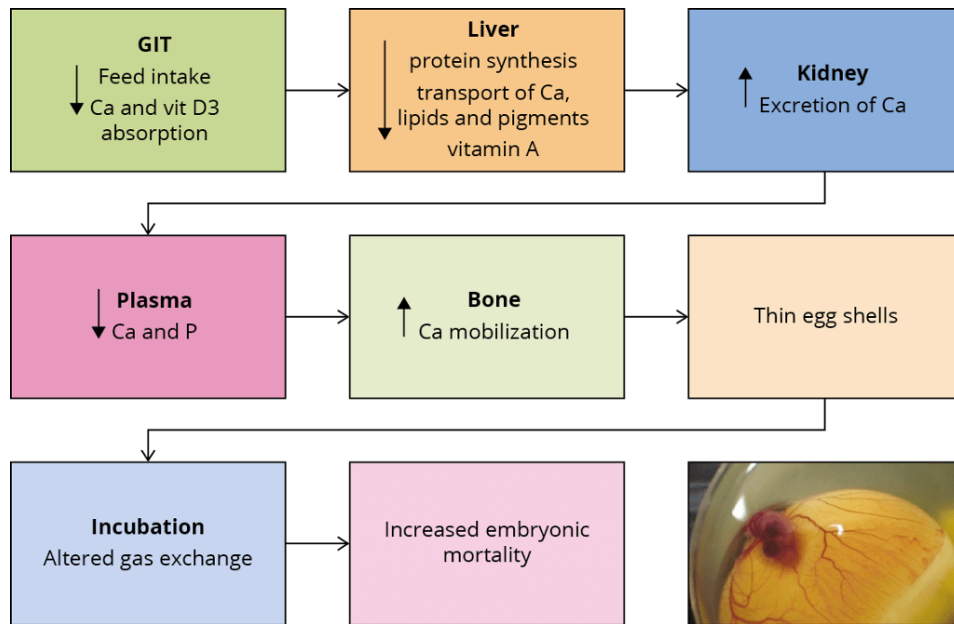 GIT
Feed intake
Ca and vit D3
absorption
Liver
protein synthesis
transport of Ca,
lipids and pigments
vitamin A
Kidney
Excretion of Ca
Plasma
Ca and P
Bone
Ca mobilization
Thin egg shells
Incubation
Altered gas exchange
Increased embryonic
mortality